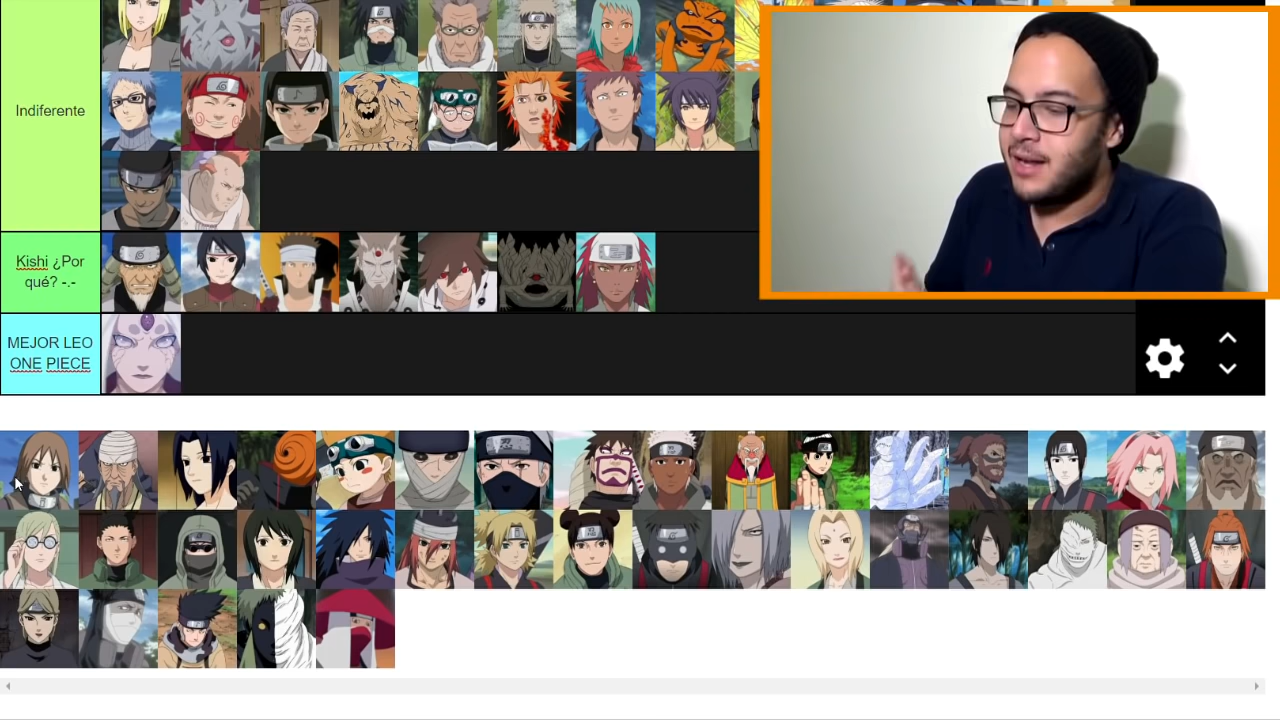 Indiferente
Kishi ¿Por
qué? -.-
MEJOR LEO
ONE PIECE